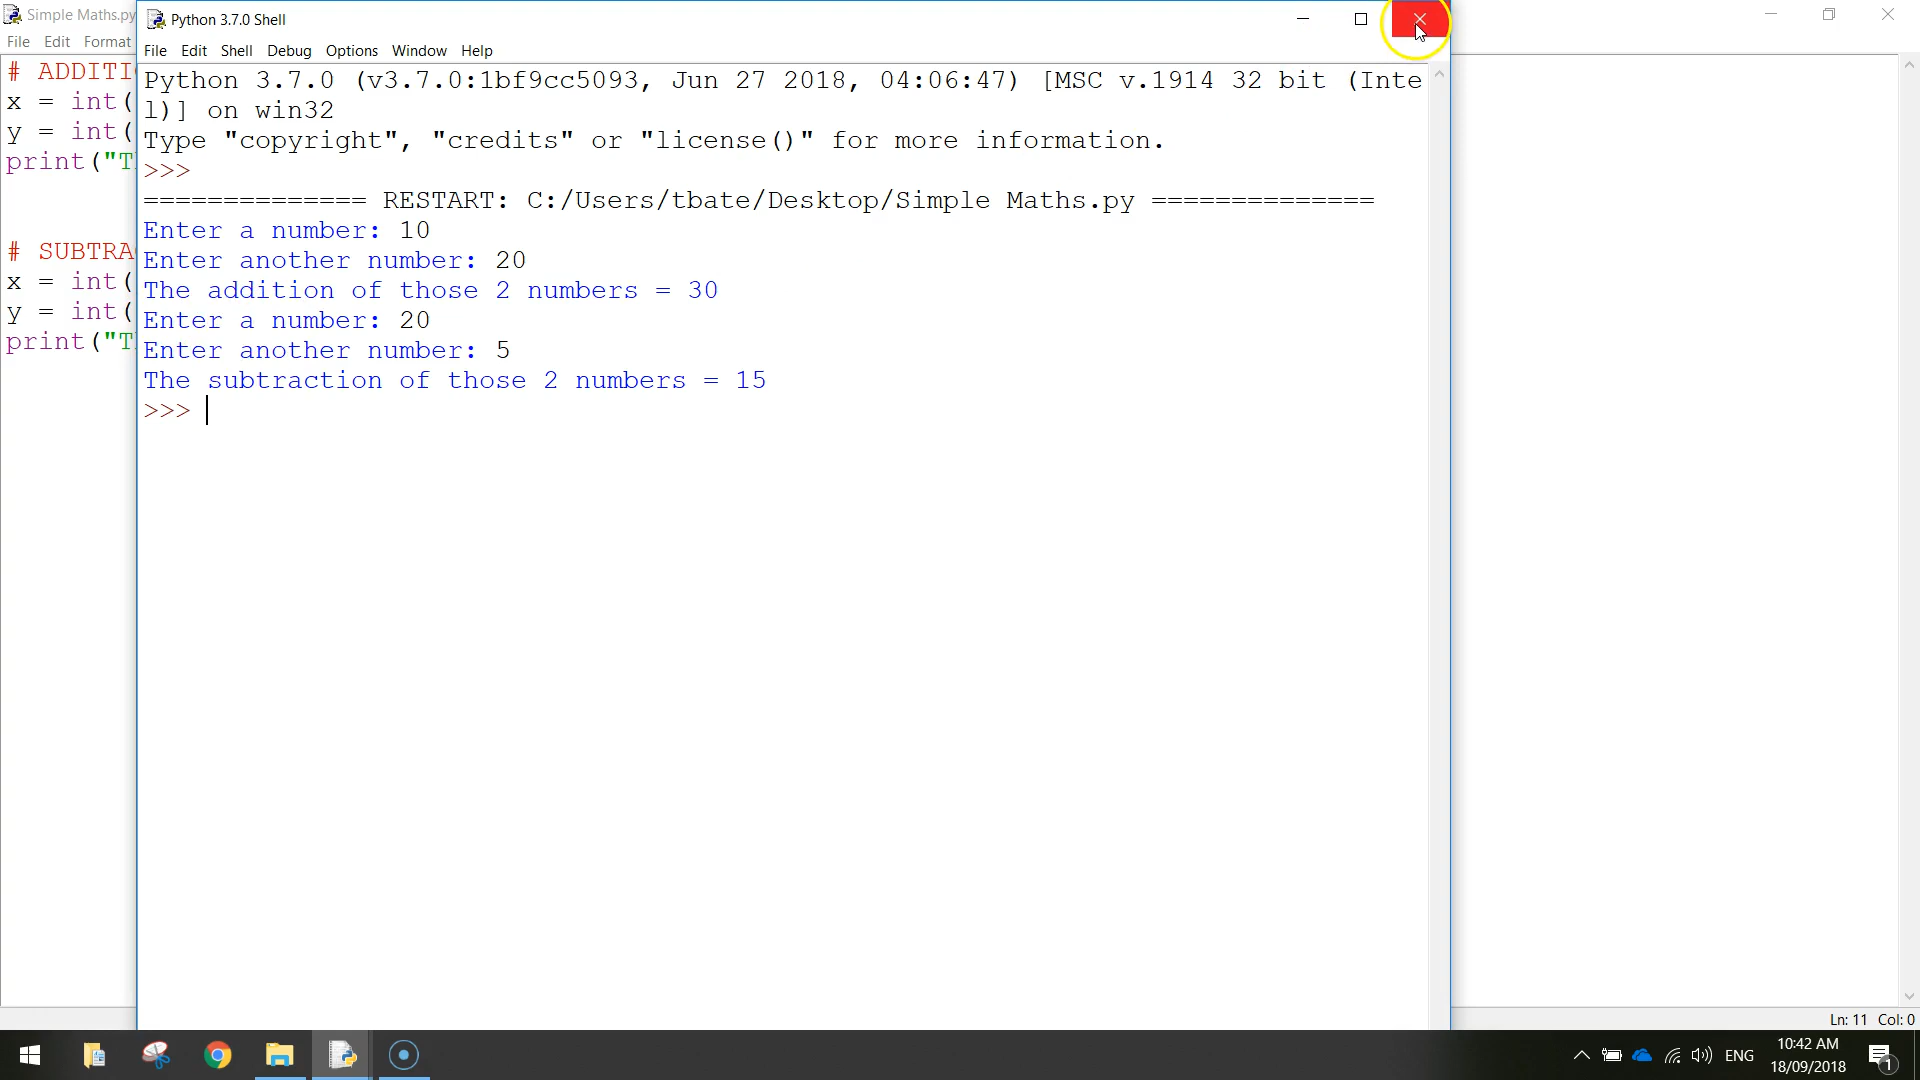 Simple Maths.py
File Edit Format
# ADDITI
x = int(
y = int(
print("T
# SUBTRA
x = int(
y = int(
print("T
Python 3.7.0 Shell
File Edit Shell Debug Options Window Help
Python 3.7.0 (v3.7.0:1bf9cc5093, Jun 27 2018, 04:06:47) [MSC v.1914 32 bit (Inte
l)] on win32
Type "copyright", "credits" or "license()" for more information.
>>>
============== RESTART: C:/Users/tbate/Desktop/Simple Maths.py ==============
Enter a number: 10
Enter another number: 20
The addition of those 2 numbers = 30
Enter a number: 20
Enter another number: 5
The subtraction of those 2 numbers = 15
>>>
Ln: 11 Col: 0
ENG
10:42 AM
18/09/2018
1